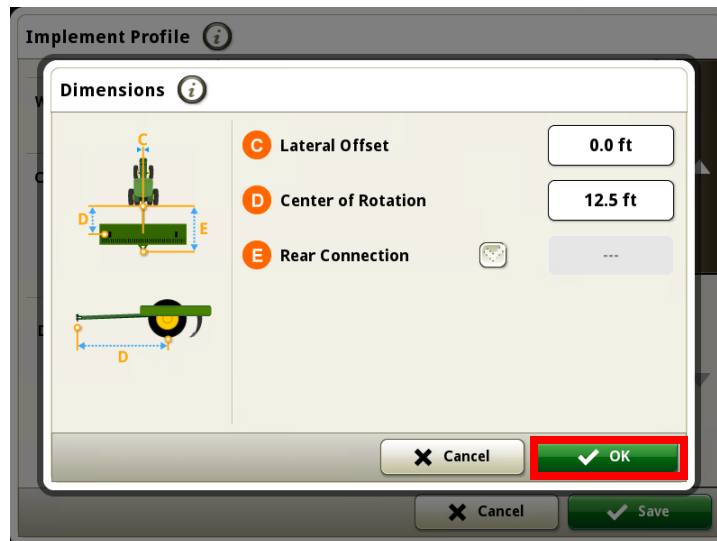 Implement Profile i
Dimensions i
W
C
D
C
D
E
D
C Lateral Offset 0.0 ft
D Center of Rotation 12.5 ft
E Rear Connection ---
Cancel OK
Cancel Save